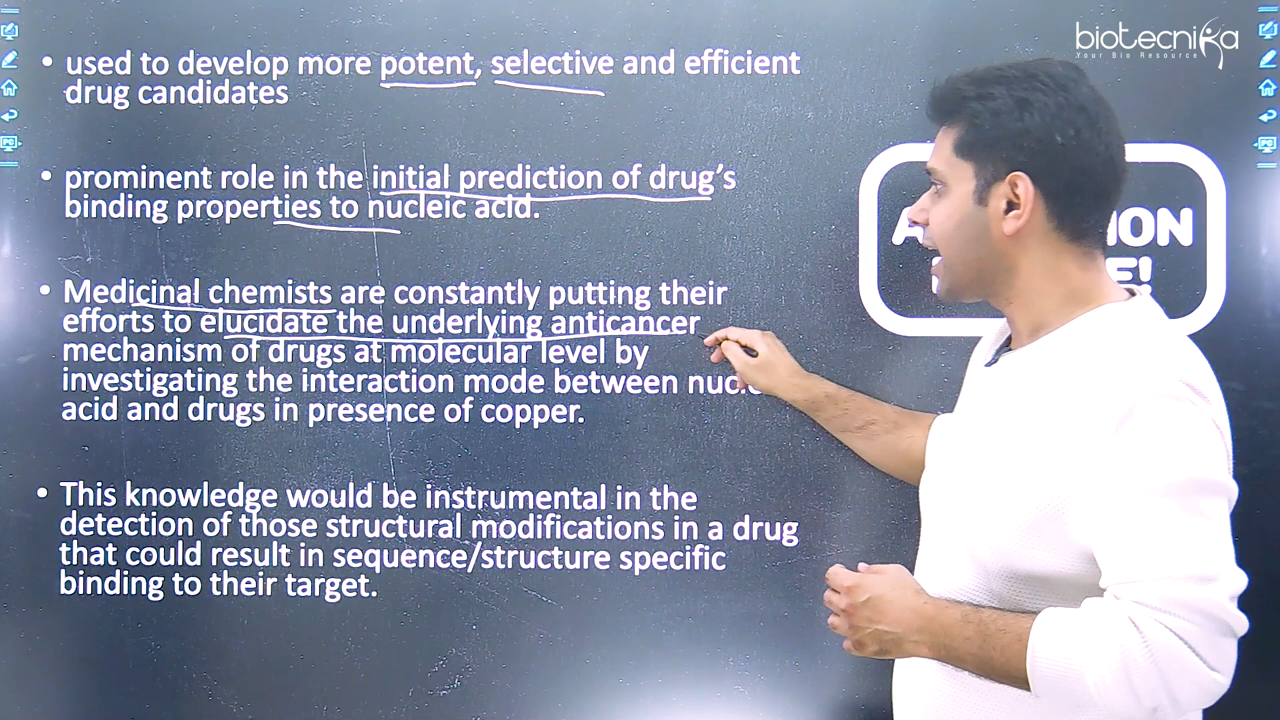 biotecnika
Your Bio Resource
• used to develop more potent, selective and efficient
drug candidates
• prominent role in the initial prediction of drug’s
binding properties to nucleic acid.
• Medicinal chemists are constantly putting their
efforts to elucidate the underlying anticancer
mechanism of drugs at molecular level by
investigating the interaction mode between
acid and drugs in presence of copper.
• This knowledge would be instrumental in the
detection of those structural modifications in a drug
that could result in sequence/structure specific
binding to their target.
PC
PC